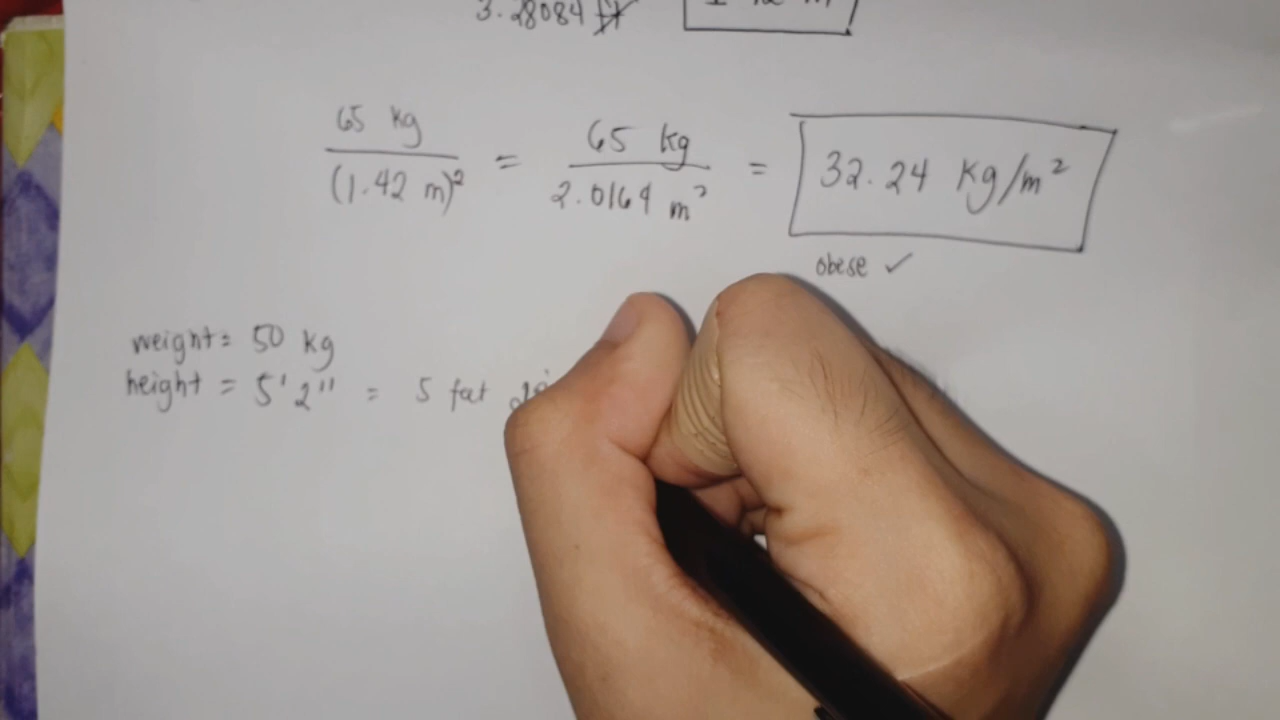 3.28084 ft
65 kg
(1.42 m)² = 65 kg
2.0164 m² = 32.24 kg/m²
obese ✓
weight = 50 kg
height = 5'2" = 5 feet